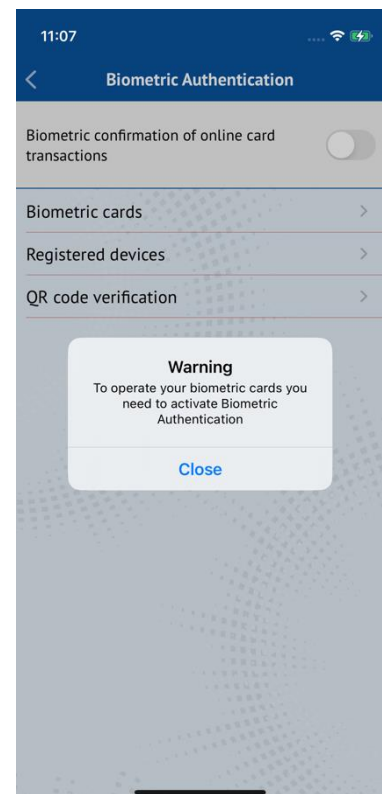 11:07
Biometric Authentication
Biometric confirmation of online card
transactions
Biometric cards
Registered devices
QR code verification
Warning
To operate your biometric cards you
need to activate Biometric
Authentication
Close